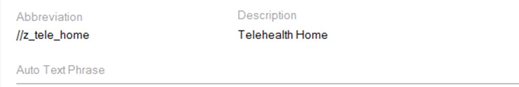 Abbreviation Description
//z_tele_home Telehealth Home
Auto Text Phrase